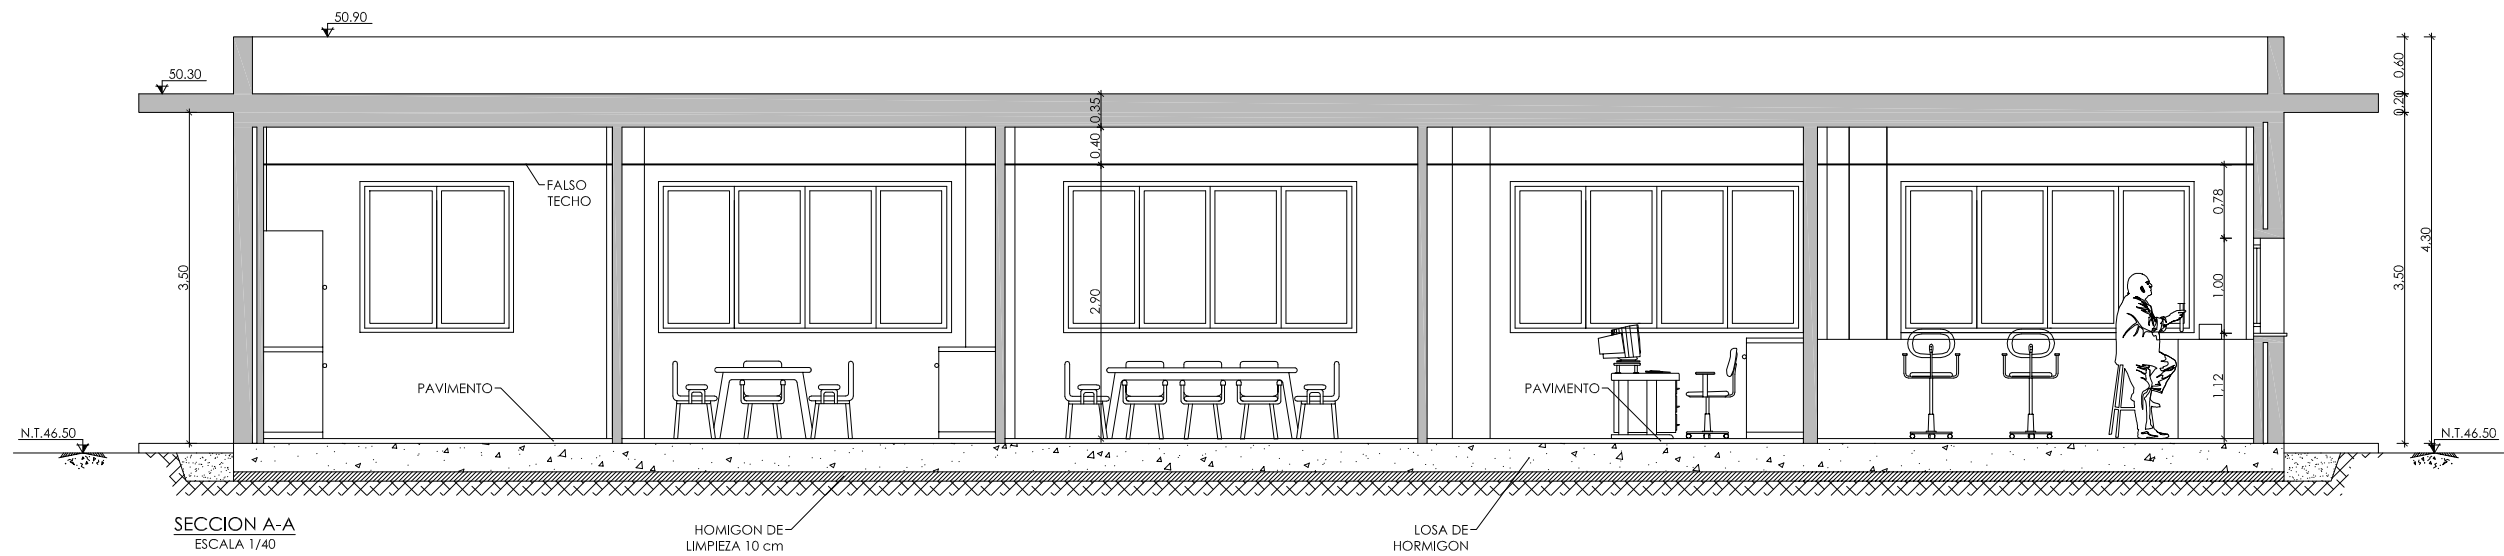 50.90
50.30
0,60
0,20
3,50
4,30
0,35
0,40
2,90
3,50
FALSO
TECHO
0,78
1,00
1,12
PAVIMENTO
PAVIMENTO
N.T.46.50
N.T.46.50
SECCION A-A
ESCALA 1/40
HOMIGON DE
LIMPIEZA 10 cm
LOSA DE
HORMIGON